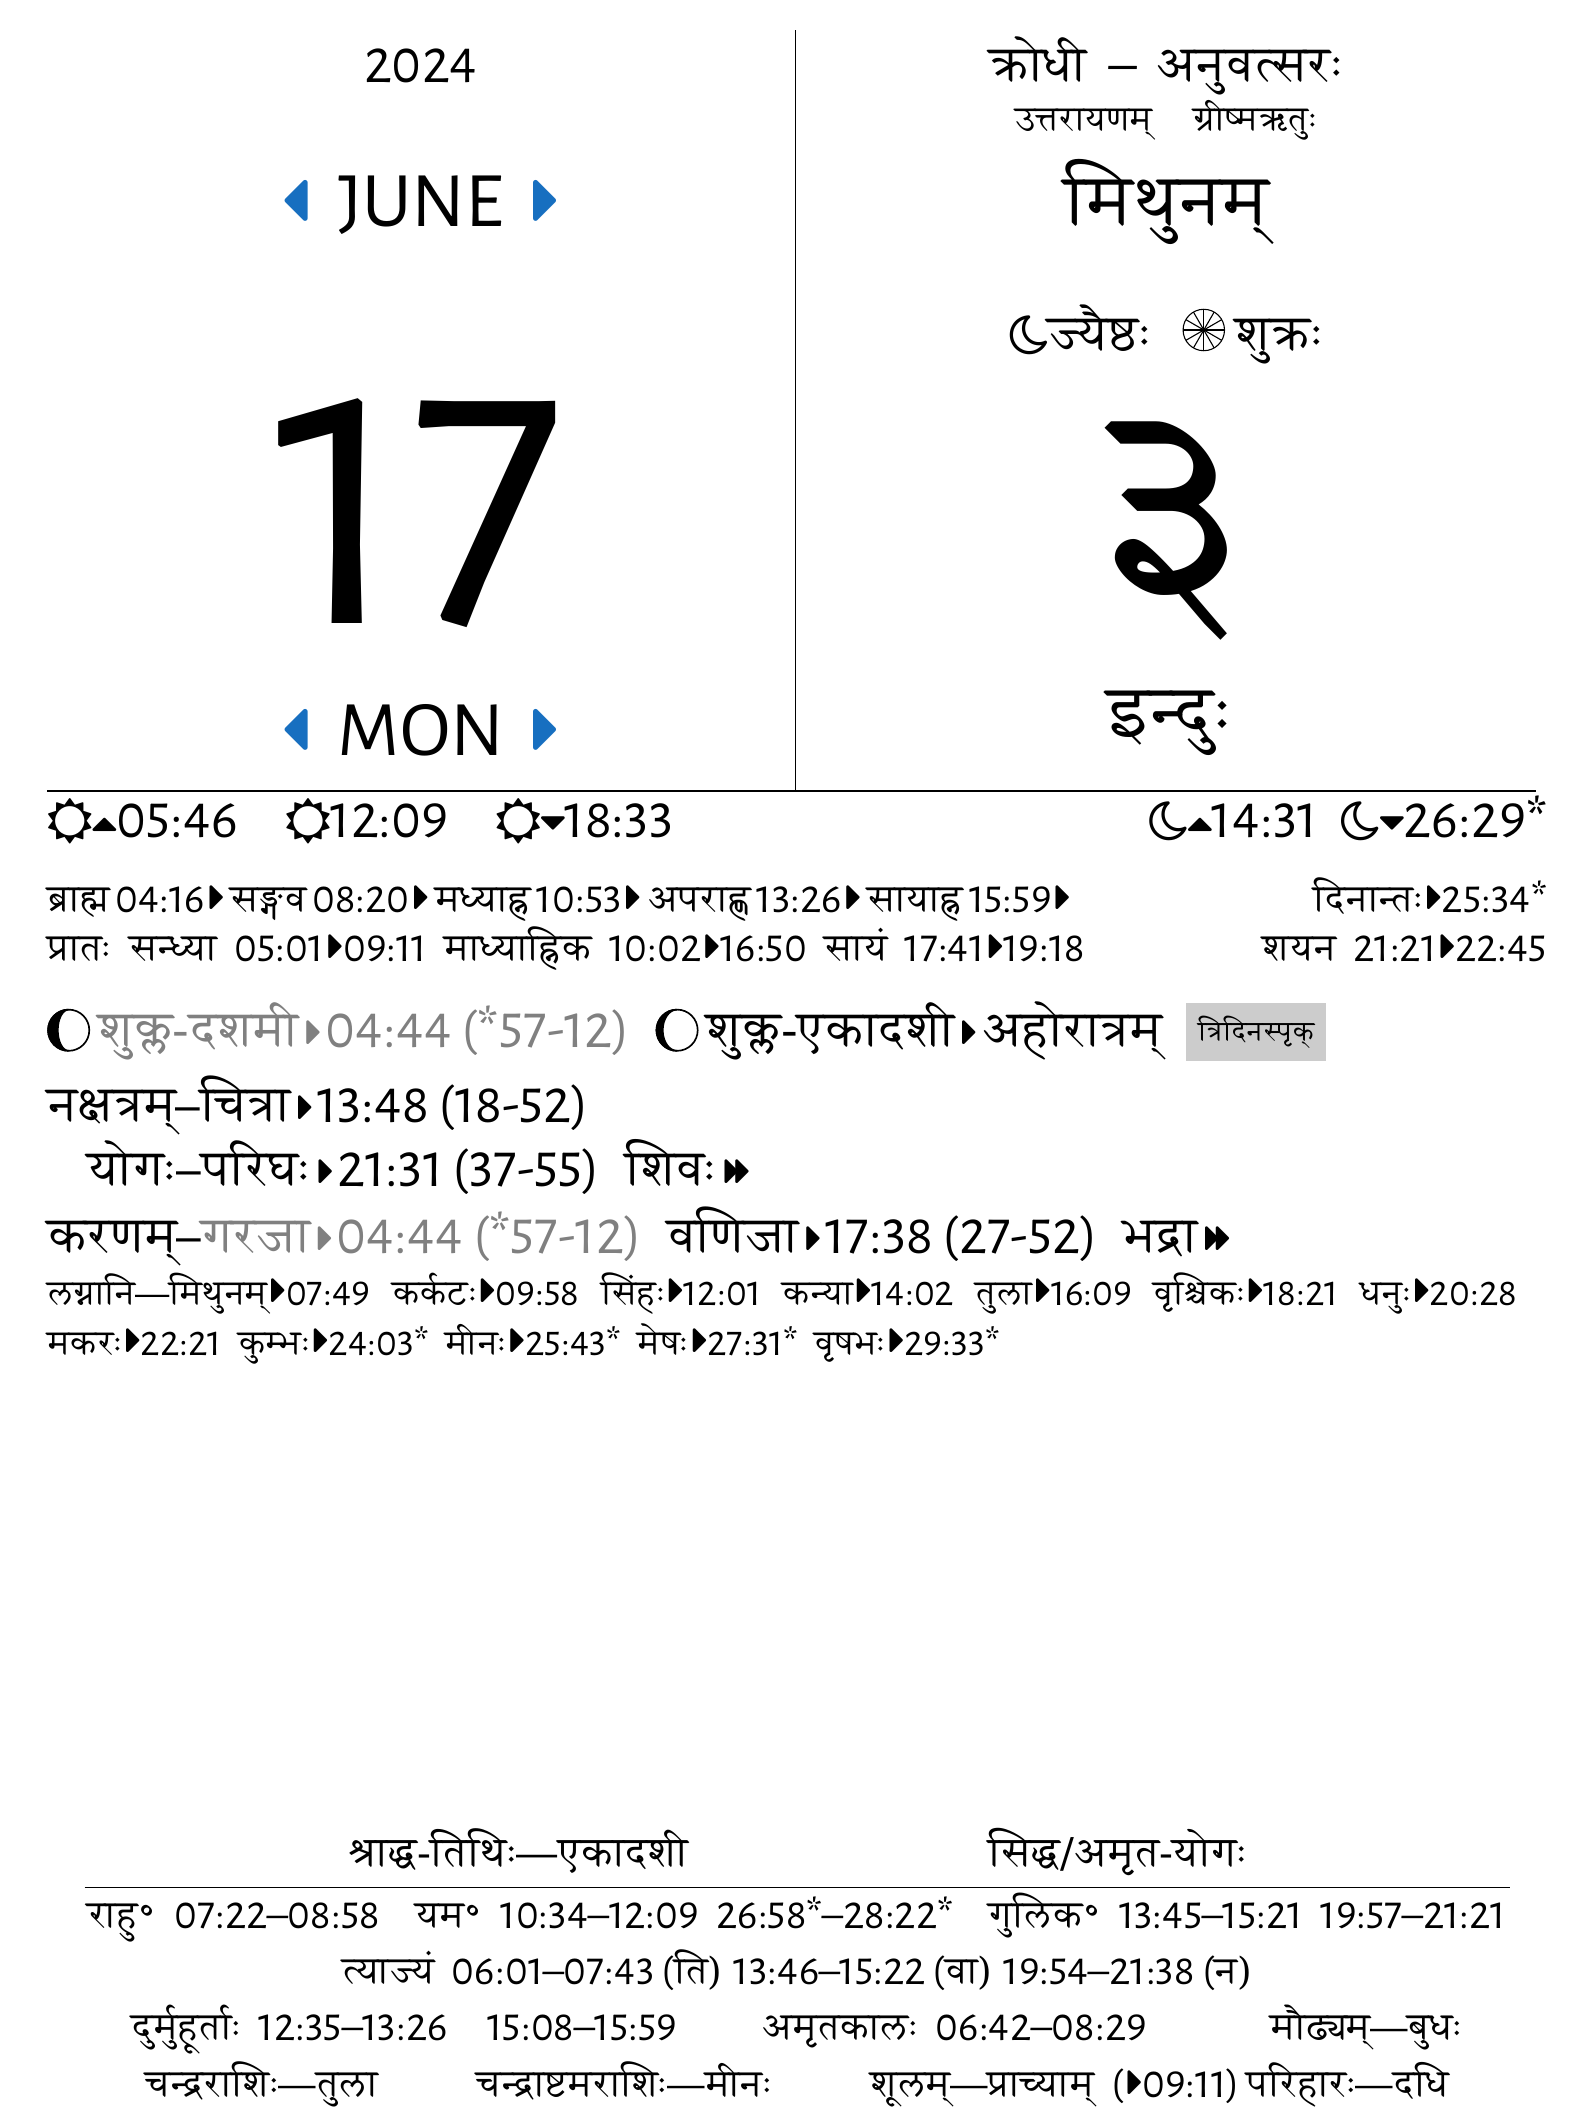 2024
JUNE
17
MON
क्रोधी – अनुवत्सरः
उत्तरायणम् ग्रीष्मऋतुः
मिथुनम्
ज्यैष्ठः शुक्रः
३
इन्दुः
05:46 12:09 18:33 14:31 26:29*
ब्राह्म 04:16 सङ्गव 08:20 मध्याह्न 10:53 अपराह्ण 13:26 सायाह्न 15:59 दिनान्तः 25:34*
प्रातः सन्ध्या 05:01 09:11 माध्याह्निक 10:02 16:50 सायं 17:41 19:18 शयन 21:21 22:45
शुक्ल-दशमी 04:44 (*57-12) शुक्ल-एकादशी अहोरात्रम् त्रिदिनस्पृक्
नक्षत्रम्–चित्रा 13:48 (18-52)
योगः–परिघः 21:31 (37-55) शिवः
करणम्–गरजा 04:44 (*57-12) वणिजा 17:38 (27-52) भद्रा
लग्नानि—मिथुनम् 07:49 कर्कटः 09:58 सिंहः 12:01 कन्या 14:02 तुला 16:09 वृश्चिकः 18:21 धनुः 20:28
मकरः 22:21 कुम्भः 24:03* मीनः 25:43* मेषः 27:31* वृषभः 29:33*
श्राद्ध-तिथिः—एकादशी सिद्ध/अमृत-योगः
राहु॰ 07:22–08:58 यम॰ 10:34–12:09 26:58*–28:22* गुलिक॰ 13:45–15:21 19:57–21:21
त्याज्यं 06:01–07:43 (ति) 13:46–15:22 (वा) 19:54–21:38 (न)
दुर्मुहूर्ताः 12:35–13:26 15:08–15:59 अमृतकालः 06:42–08:29 मौढ्यम्—बुधः
चन्द्रराशिः—तुला चन्द्राष्टमराशिः—मीनः शूलम्—प्राच्याम् (09:11) परिहारः—दधि